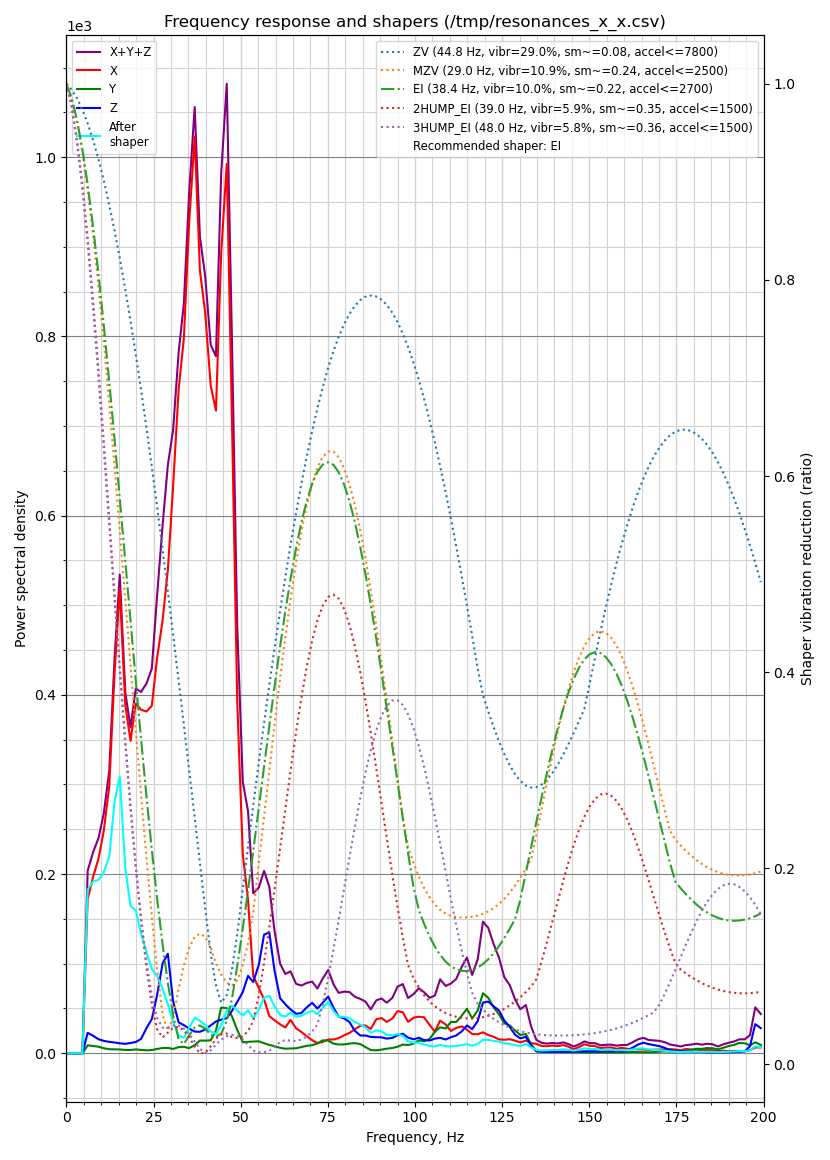 Frequency response and shapers (/tmp/resonances_x_x.csv)
1e3
X+Y+Z
X
Y
Z
After
shaper
ZV (44.8 Hz, vibr=29.0%, sm~=0.08, accel<=7800)
MZV (29.0 Hz, vibr=10.9%, sm~=0.24, accel<=2500)
EI (38.4 Hz, vibr=10.0%, sm~=0.22, accel<=2700)
2HUMP_EI (39.0 Hz, vibr=5.9%, sm~=0.35, accel<=1500)
3HUMP_EI (48.0 Hz, vibr=5.8%, sm~=0.36, accel<=1500)
Recommended shaper: EI
Power spectral density
1.0
0.8
0.6
0.4
0.2
0.0
Shaper vibration reduction (ratio)
1.0
0.8
0.6
0.4
0.2
0.0
0 25 50 75 100 125 150 175 200
Frequency, Hz